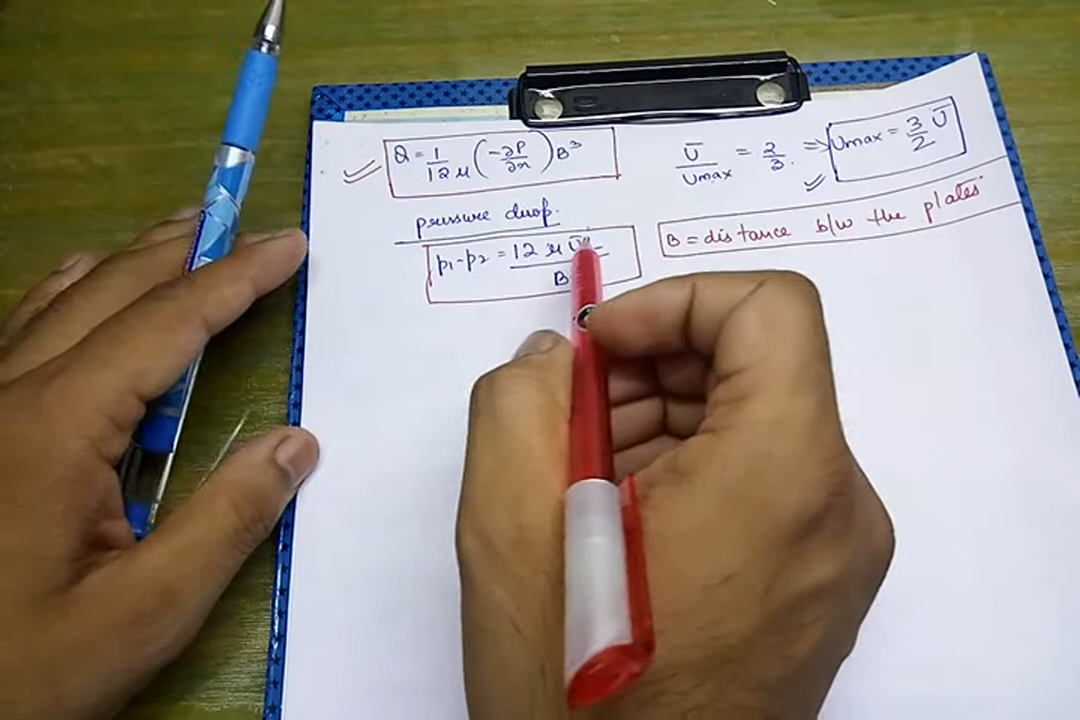 Q = 1/12μ (-∂P/∂x) B³
Ū/Umax = 2/3. ⇒ Umax = 3/2 Ū
pressure drop.
B = distance b/w the plates
p₁-p₂ = 12 μ Ū
B